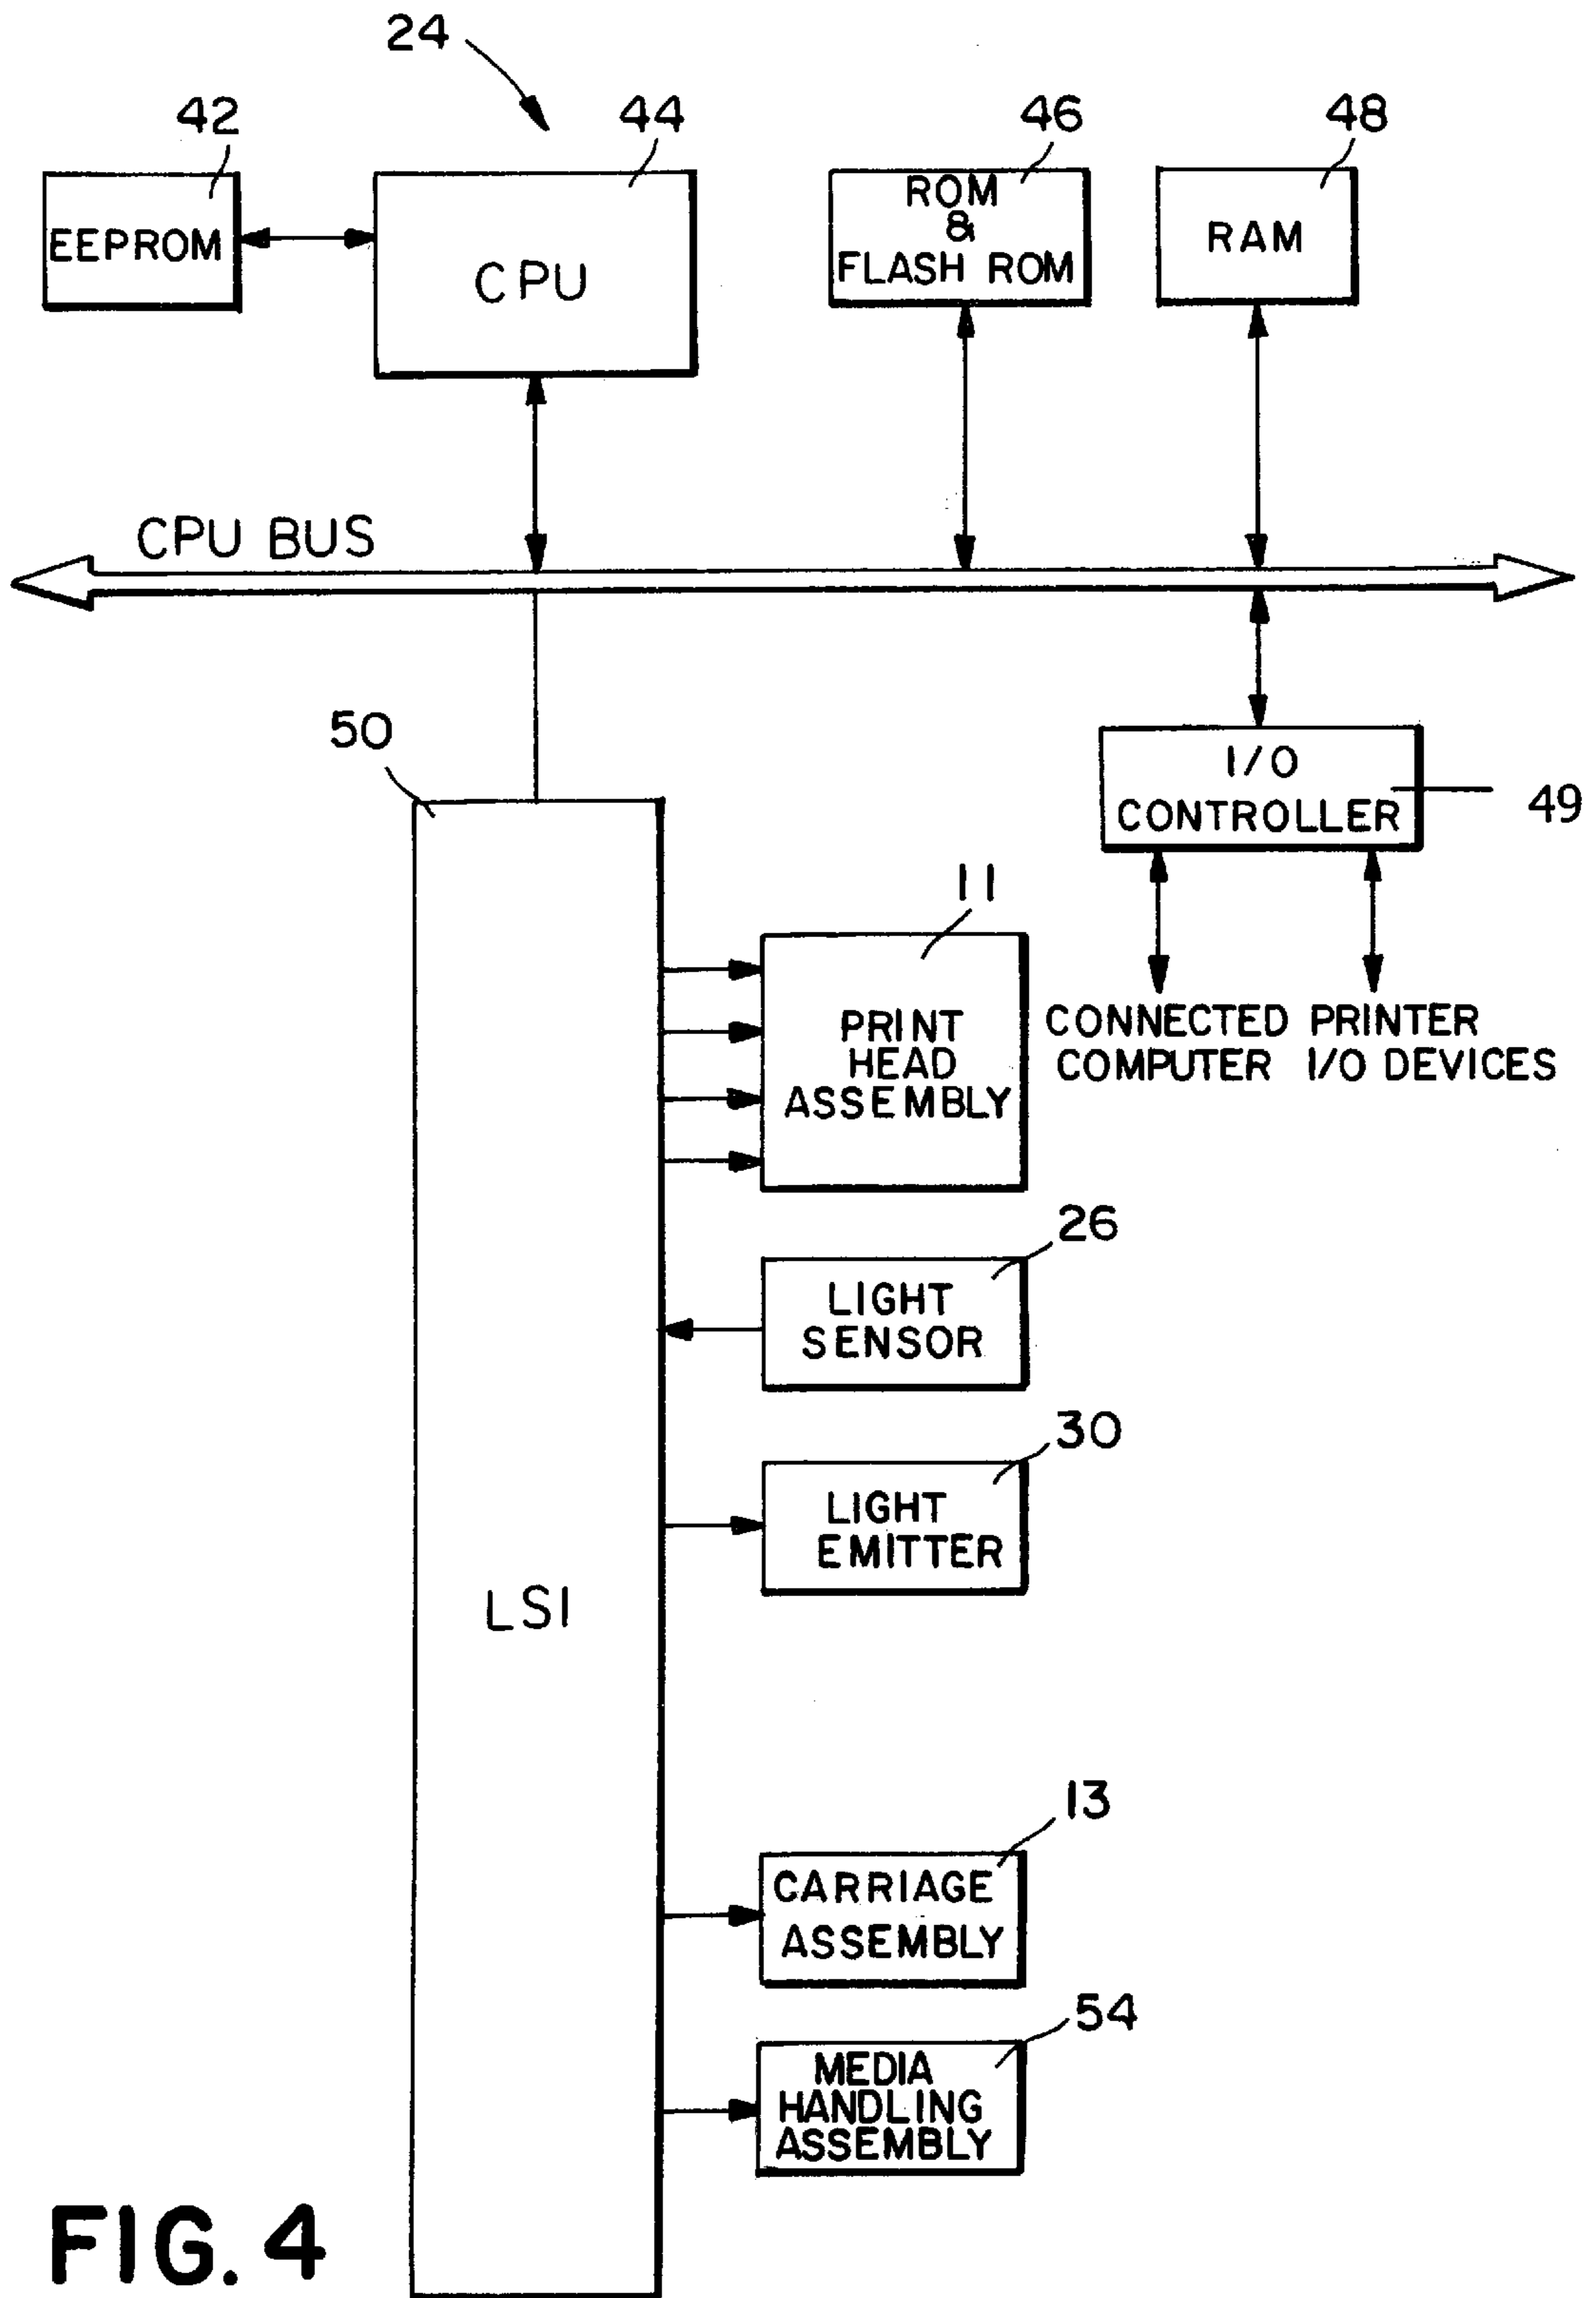 24
42
44
46
48
EEPROM
CPU
ROM
&
FLASH ROM
RAM
CPU BUS
50
I/O
CONTROLLER
49
11
PRINT
HEAD
ASSEMBLY
CONNECTED PRINTER
COMPUTER I/O DEVICES
26
LIGHT
SENSOR
30
LIGHT
EMITTER
LSI
13
CARRIAGE
ASSEMBLY
54
MEDIA
HANDLING
ASSEMBLY
FIG. 4